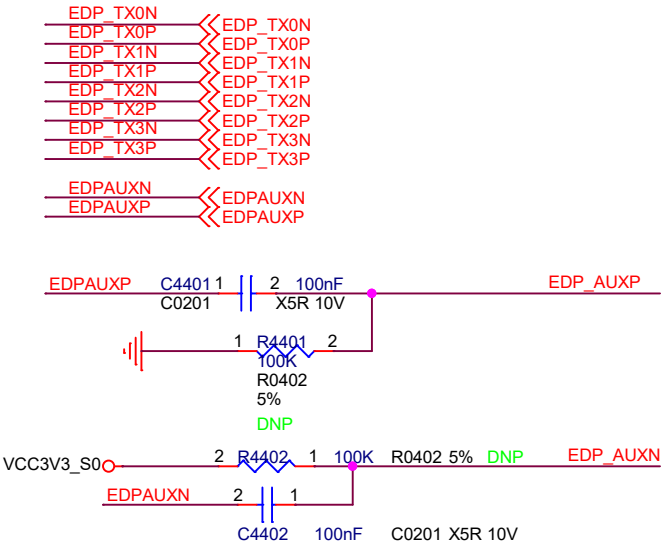 EDP_TX0N EDP_TX0N
EDP_TX0P EDP_TX0P
EDP_TX1N EDP_TX1N
EDP_TX1P EDP_TX1P
EDP_TX2N EDP_TX2N
EDP_TX2P EDP_TX2P
EDP_TX3N EDP_TX3N
EDP_TX3P EDP_TX3P
EDPAUXN EDPAUXN
EDPAUXP EDPAUXP
EDPAUXP C4401 1 2 100nF EDP_AUXP
C0201 X5R 10V
1 R4401 2
100K
R0402
5%
DNP
VCC3V3_S0 2 R4402 1 100K R0402 5% DNP EDP_AUXN
EDPAUXN 2 1
C4402 100nF C0201 X5R 10V